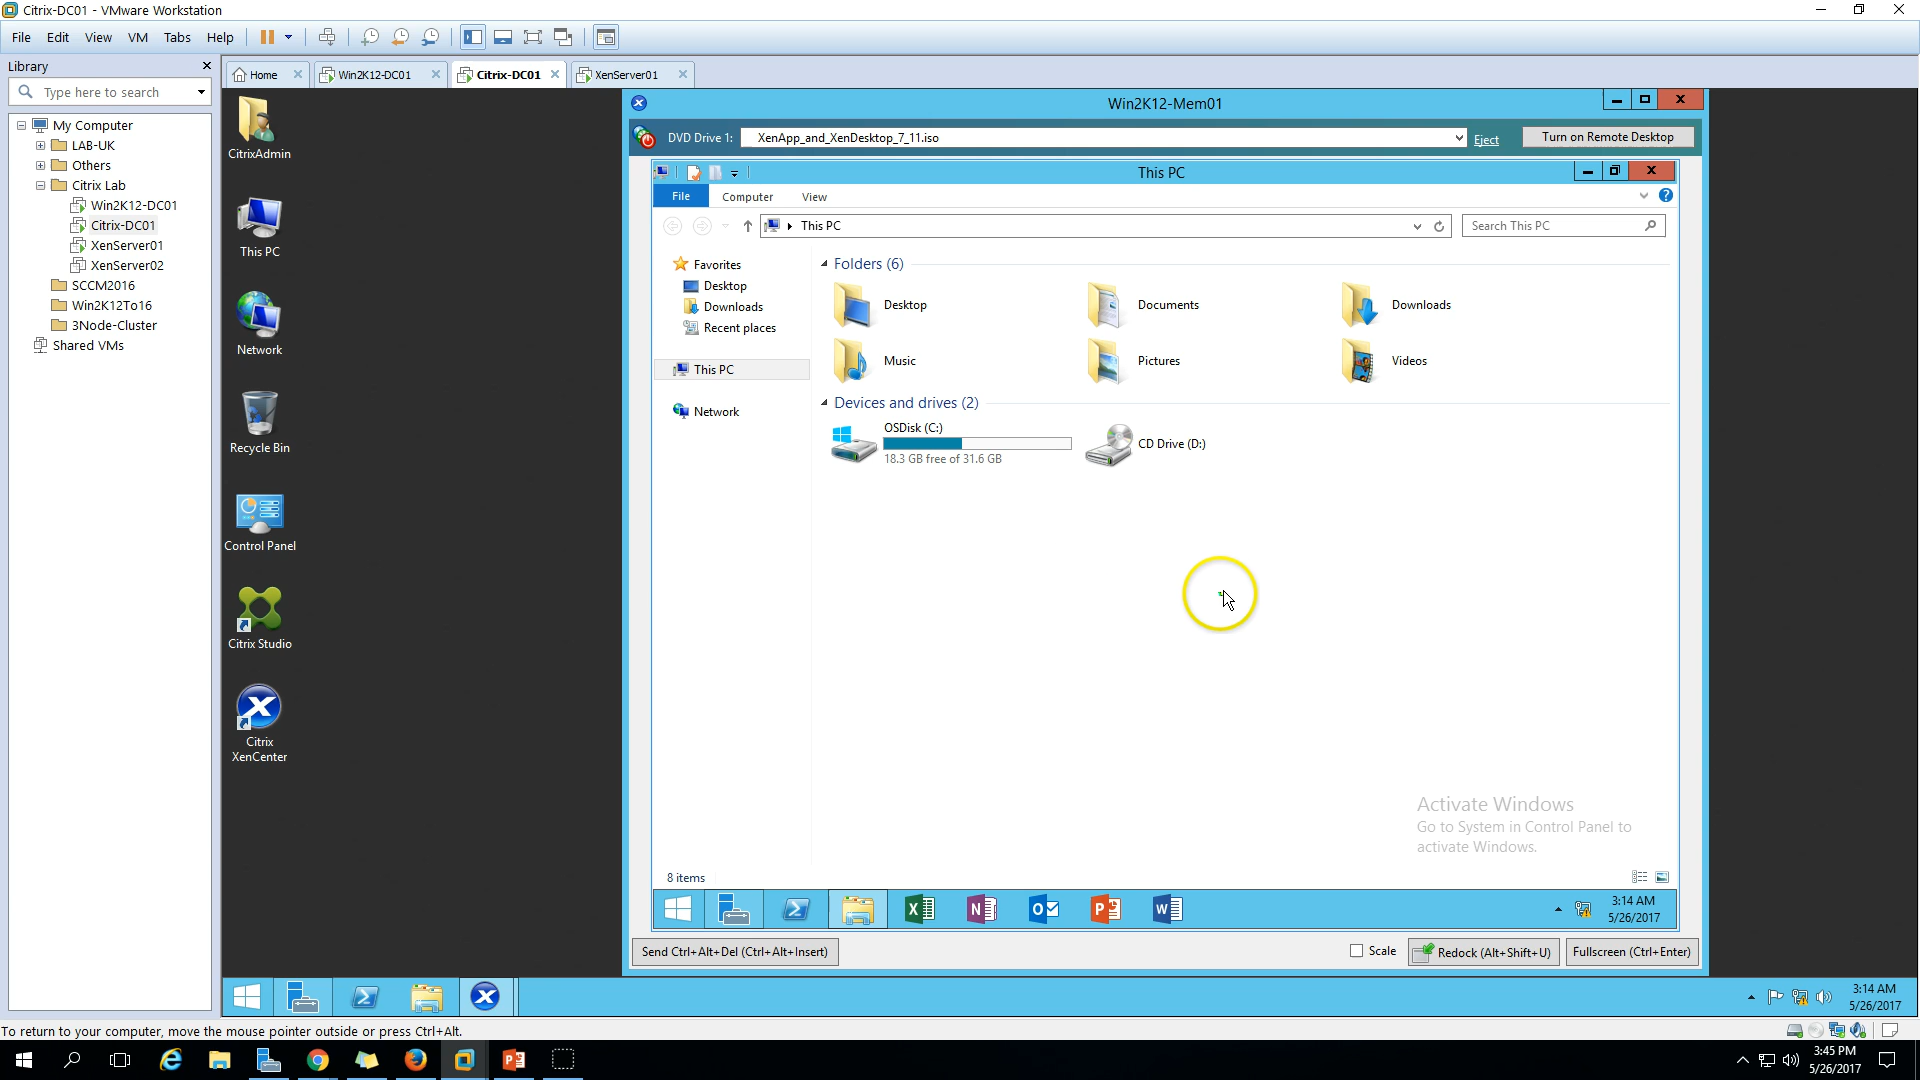 Citrix-DC01 - VMware Workstation
File Edit View VM Tabs Help
Library
Type here to search
My Computer
LAB-UK
Others
Citrix Lab
Win2K12-DC01
Citrix-DC01
XenServer01
XenServer02
SCCM2016
Win2K12To16
3Node-Cluster
Shared VMs
Home
Win2K12-DC01
Citrix-DC01
XenServer01
CitrixAdmin
This PC
Network
Recycle Bin
Control Panel
Citrix Studio
Citrix
XenCenter
Win2K12-Mem01
DVD Drive 1: XenApp_and_XenDesktop_7_11.iso Eject Turn on Remote Desktop
This PC
File Computer View
This PC
Search This PC
Favorites
Desktop
Downloads
Recent places
This PC
Network
Folders (6)
Desktop Documents Downloads
Music Pictures Videos
Devices and drives (2)
OSDisk (C:)
18.3 GB free of 31.6 GB
CD Drive (D:)
Activate Windows
Go to System in Control Panel to
activate Windows.
8 items
3:14 AM
5/26/2017
Send Ctrl+Alt+Del (Ctrl+Alt+Insert) Scale Redock (Alt+Shift+U) Fullscreen (Ctrl+Enter)
3:14 AM
5/26/2017
To return to your computer, move the mouse pointer outside or press Ctrl+Alt.
3:45 PM
5/26/2017